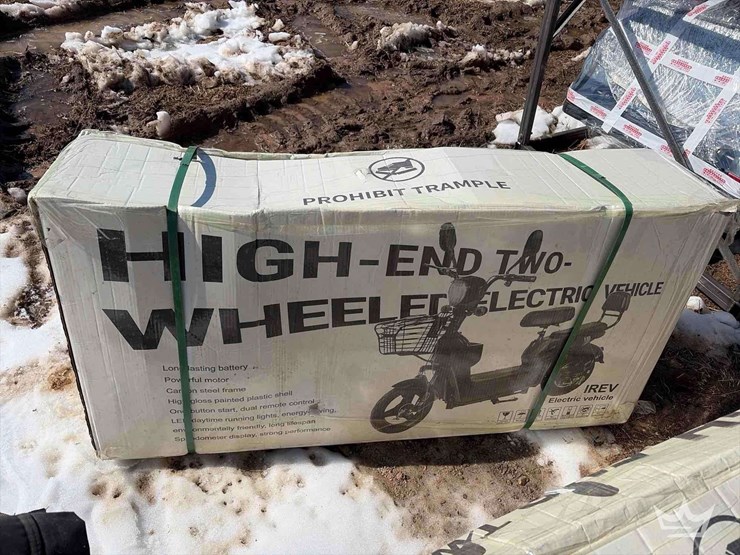 PROHIBIT TRAMPLE
HIGH-END TWO-
WHEELED ELECTRIC VEHICLE
Long lasting battery
Powerful motor
Carbon steel frame
High gloss painted plastic shell
One button start, dual remote control
LED daytime running lights, energy saving,
environmentally friendly, long lifespan
Speedometer display, strong performance
IREV
Electric vehicle